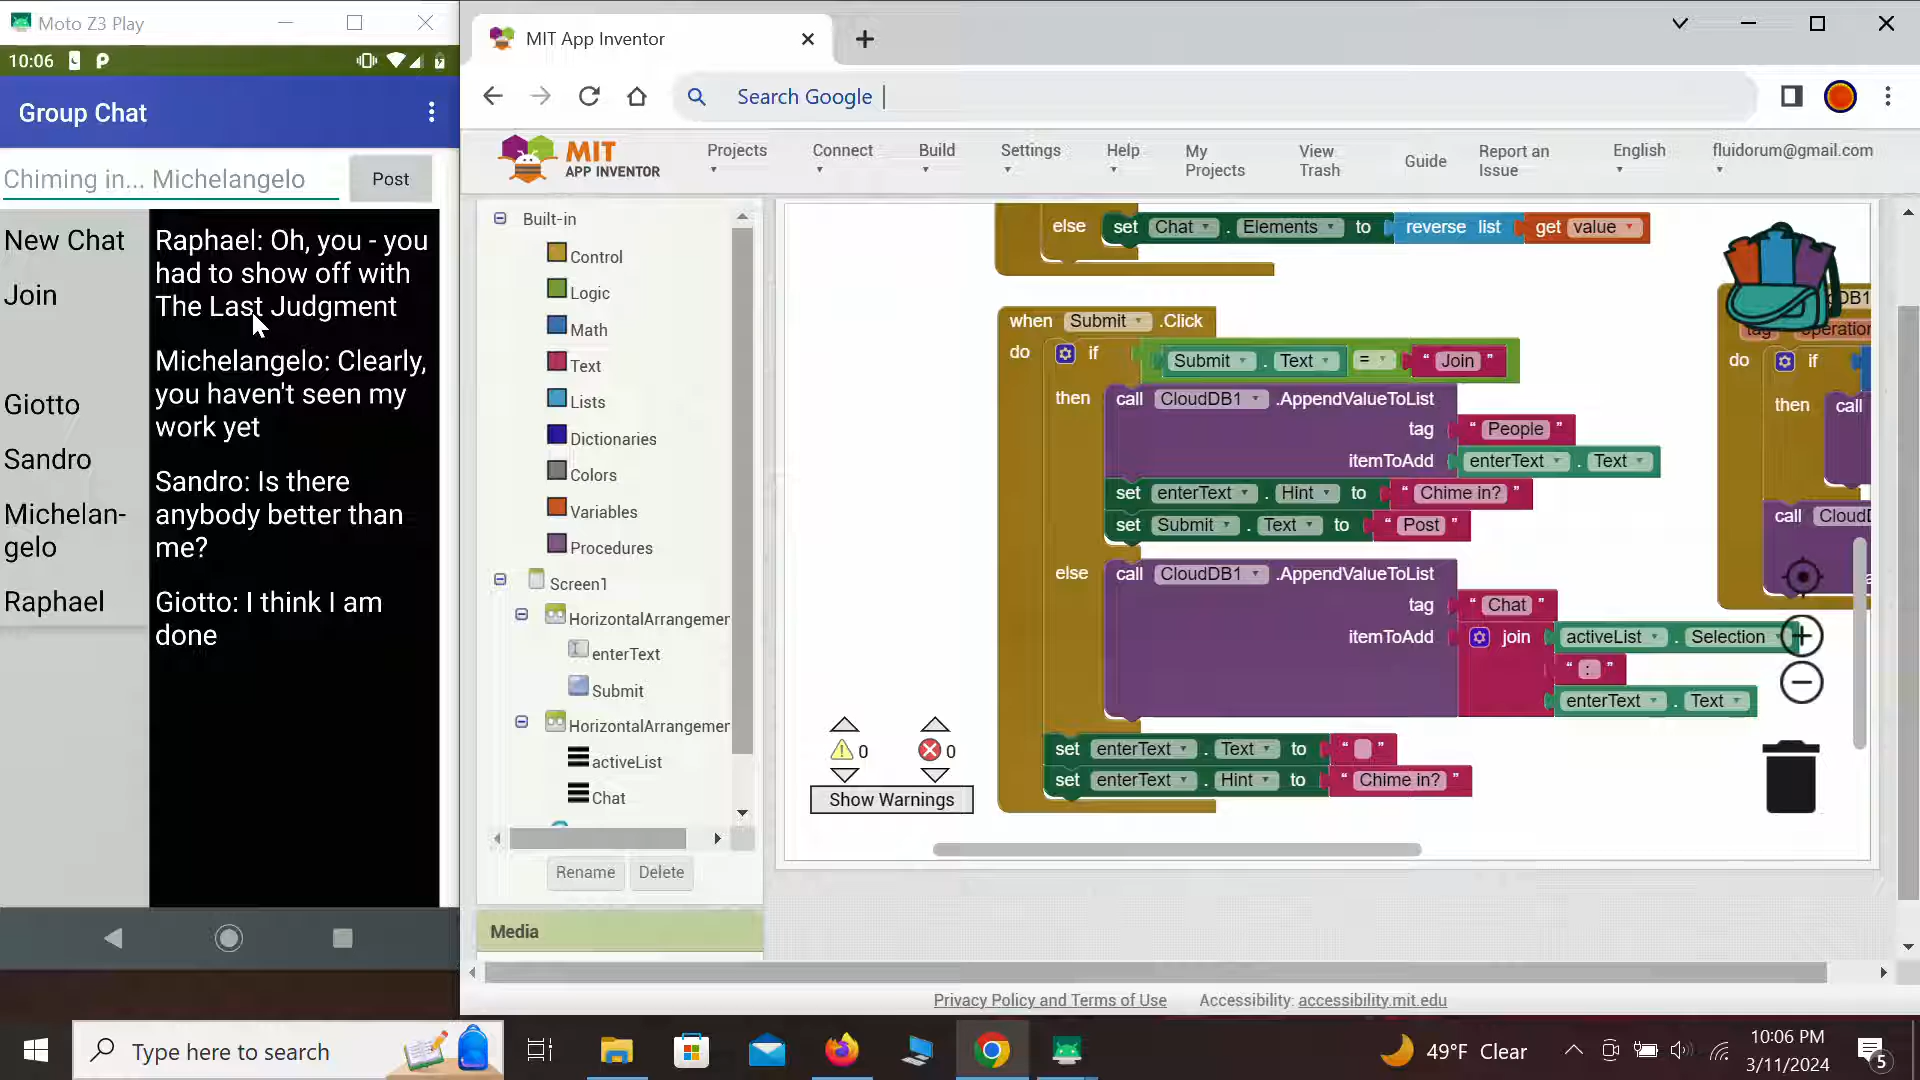 Moto Z3 Play
10:06
Group Chat
Chiming in... Michelangelo
Post
New Chat
Join
Giotto
Sandro
Michelan-
gelo
Raphael
Raphael: Oh, you - you
had to show off with
The Last Judgment
Michelangelo: Clearly,
you haven't seen my
work yet
Sandro: Is there
anybody better than
me?
Giotto: I think I am
done
MIT App Inventor
Search Google
MIT
APP INVENTOR
Projects
Connect
Build
Settings
Help
My
Projects
View
Trash
Guide
Report an
Issue
English
fluidorum@gmail.com
Built-in
Control
Logic
Math
Text
Lists
Dictionaries
Colors
Variables
Procedures
Screen1
HorizontalArrangemer
enterText
Submit
HorizontalArrangemer
activeList
Chat
Rename
Delete
Media
else set Chat . Elements to reverse list get value
when Submit .Click
do if Submit . Text = " Join "
then call CloudDB1 .AppendValueToList
tag " People "
itemToAdd enterText . Text
set enterText . Hint to " Chime in? "
set Submit . Text to " Post "
else call CloudDB1 .AppendValueToList
tag " Chat "
itemToAdd join activeList . Selection
" : "
enterText . Text
set enterText . Text to " "
set enterText . Hint to " Chime in? "
DB1
operation
do if
then call
call CloudD
0
0
Show Warnings
Privacy Policy and Terms of Use
Accessibility: accessibility.mit.edu
Type here to search
49°F Clear
10:06 PM
3/11/2024
5